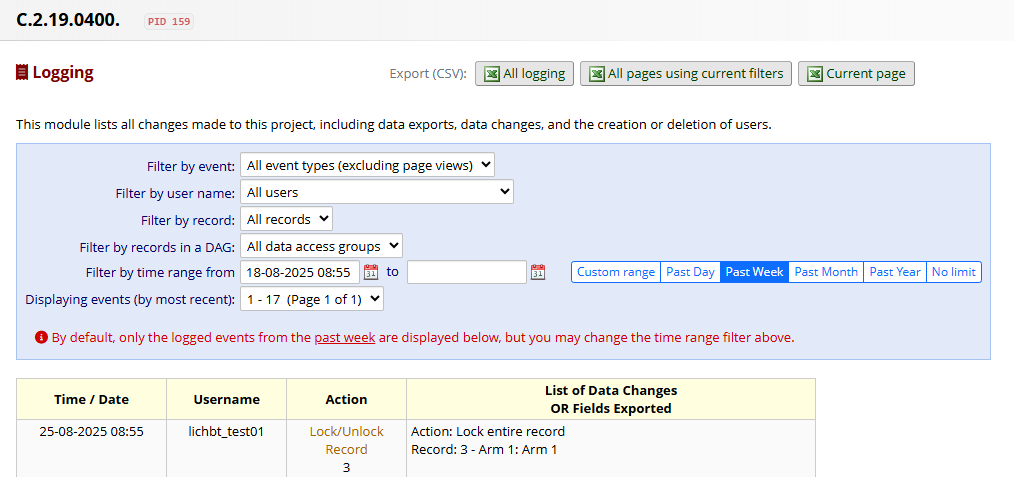 C.2.19.0400. PID 159
Logging Export (CSV): All logging All pages using current filters Current page
This module lists all changes made to this project, including data exports, data changes, and the creation or deletion of users.
Filter by event: All event types (excluding page views)
Filter by user name: All users
Filter by record: All records
Filter by records in a DAG: All data access groups
Filter by time range from 18-08-2025 08:55 31 to 31 Custom range Past Day Past Week Past Month Past Year No limit
Displaying events (by most recent): 1 - 17 (Page 1 of 1)
By default, only the logged events from the past week are displayed below, but you may change the time range filter above.
Time / Date Username Action List of Data Changes
OR Fields Exported
25-08-2025 08:55 lichbt_test01 Lock/Unlock Action: Lock entire record
Record Record: 3 - Arm 1: Arm 1
3